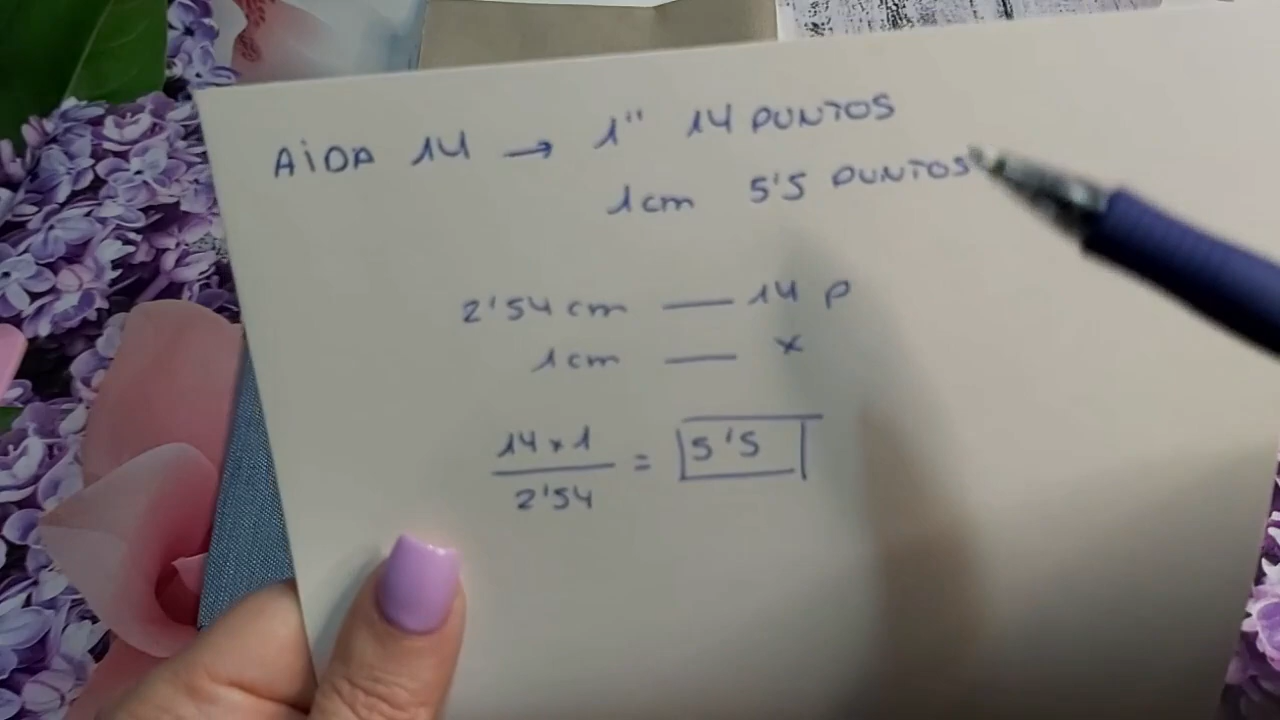 AiDA 14 → 1" 14 PUNTOS
1cm 5'5 PUNTOS
2'54 cm — 14 P
1cm — x
14 x 1
2'54
= 5'5